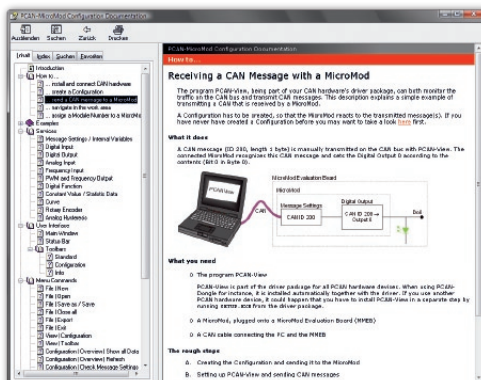 PCAN-MicroMod Configuration Documentation
Ausblenden Suchen Zurück Drucken
Inhalt Index Suchen Favoriten
Introduction
How to...
... install and connect CAN hardware
... create a Configuration
... send a CAN message to a MicroMod
... navigate in the work area
... assign a Module Number to a MicroMo
Examples
Services
Message Settings / Internal Variables
Digital Input
Digital Output
Analog Input
Frequency Input
PWM and Frequency Output
Digital Function
Constant Value / Statistic Data
Curve
Rotary Encoder
Analog Hysteresis
User Interface
Main Window
Status Bar
Toolbars
Standard
Configuration
Info
Menu Commands
File | New
File | Open
File | Save as / Save
File | Close all
File | Export
File | Exit
View | Configuration
View | Toolbar
Configuration | Overview | Show all Data
Configuration | Overview | Refresh
Configuration | Check Message Settings
PCAN-MicroMod Configuration Documentation
How to...
Receiving a CAN Message with a MicroMod
The program PCAN-View, being part of your CAN hardware's driver package, can both monitor the
traffic on the CAN bus and transmit CAN messages. This description explains a simple example of
transmitting a CAN that is received by a MicroMod.
A Configuration has to be created, so that the MicroMod reacts to the transmitted message(s). If you
have never created a Configuration before you may want to take a look here first.
What it does
A CAN message (ID 200, length 1 byte) is manually transmitted on the CAN bus with PCAN-View. The
connected MicroMod recognizes this CAN message and sets the Digital Output 0 according to the
contents (Bit 0 in Byte 0).
MicroMod Evaluation Board
MicroMod
PCAN-View
CAN
Message Settings
CAN ID 200
Digital Output
CAN ID 200→
Output 0
Dout
What you need
The program PCAN-View
PCAN-View is part of the driver package for all PCAN hardware devices. When using PCAN-
Dongle for instance, it is installed automatically together with the driver. If you use another
PCAN hardware device, it could happen that you have to install PCAN-View in a separate step by
running from the driver package.
A MicroMod, plugged onto a MicroMod Evaluation Board (MMEB)
A CAN cable connecting the PC and the MMEB
The rough steps
A. Creating the Configuration and sending it to the MicroMod
B. Setting up PCAN-View and sending CAN messages